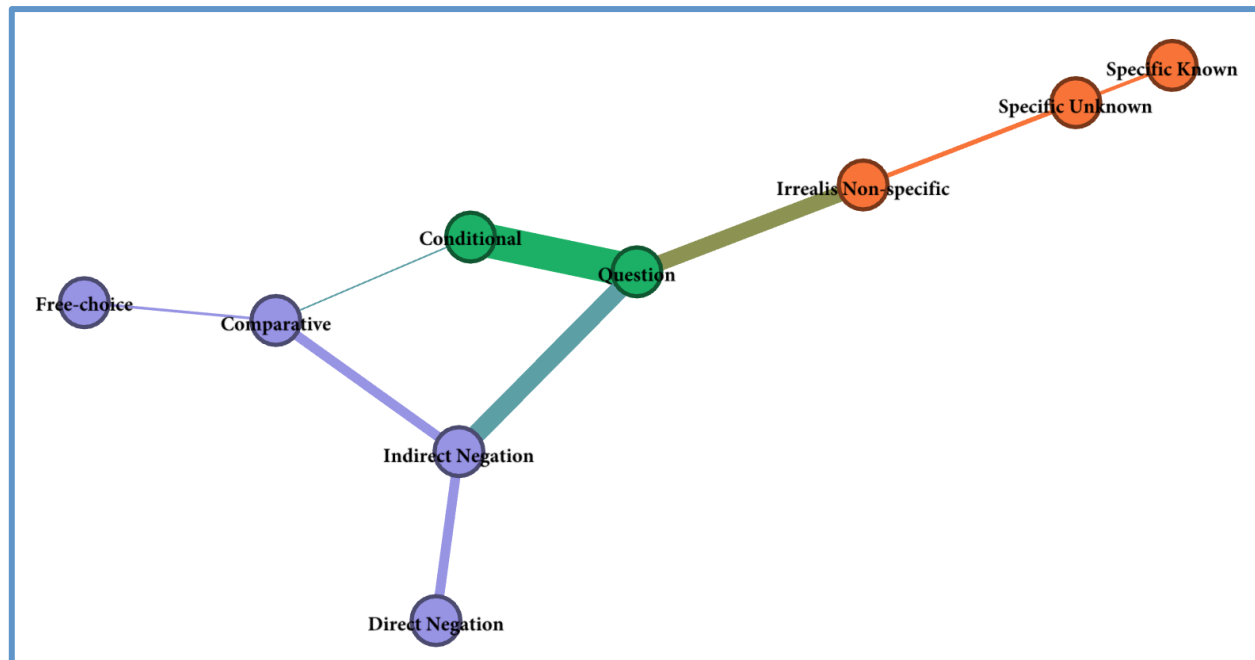 Specific Known
Specific Unknown
Irrealis Non-specific
Conditional
Question
Free-choice
Comparative
Indirect Negation
Direct Negation